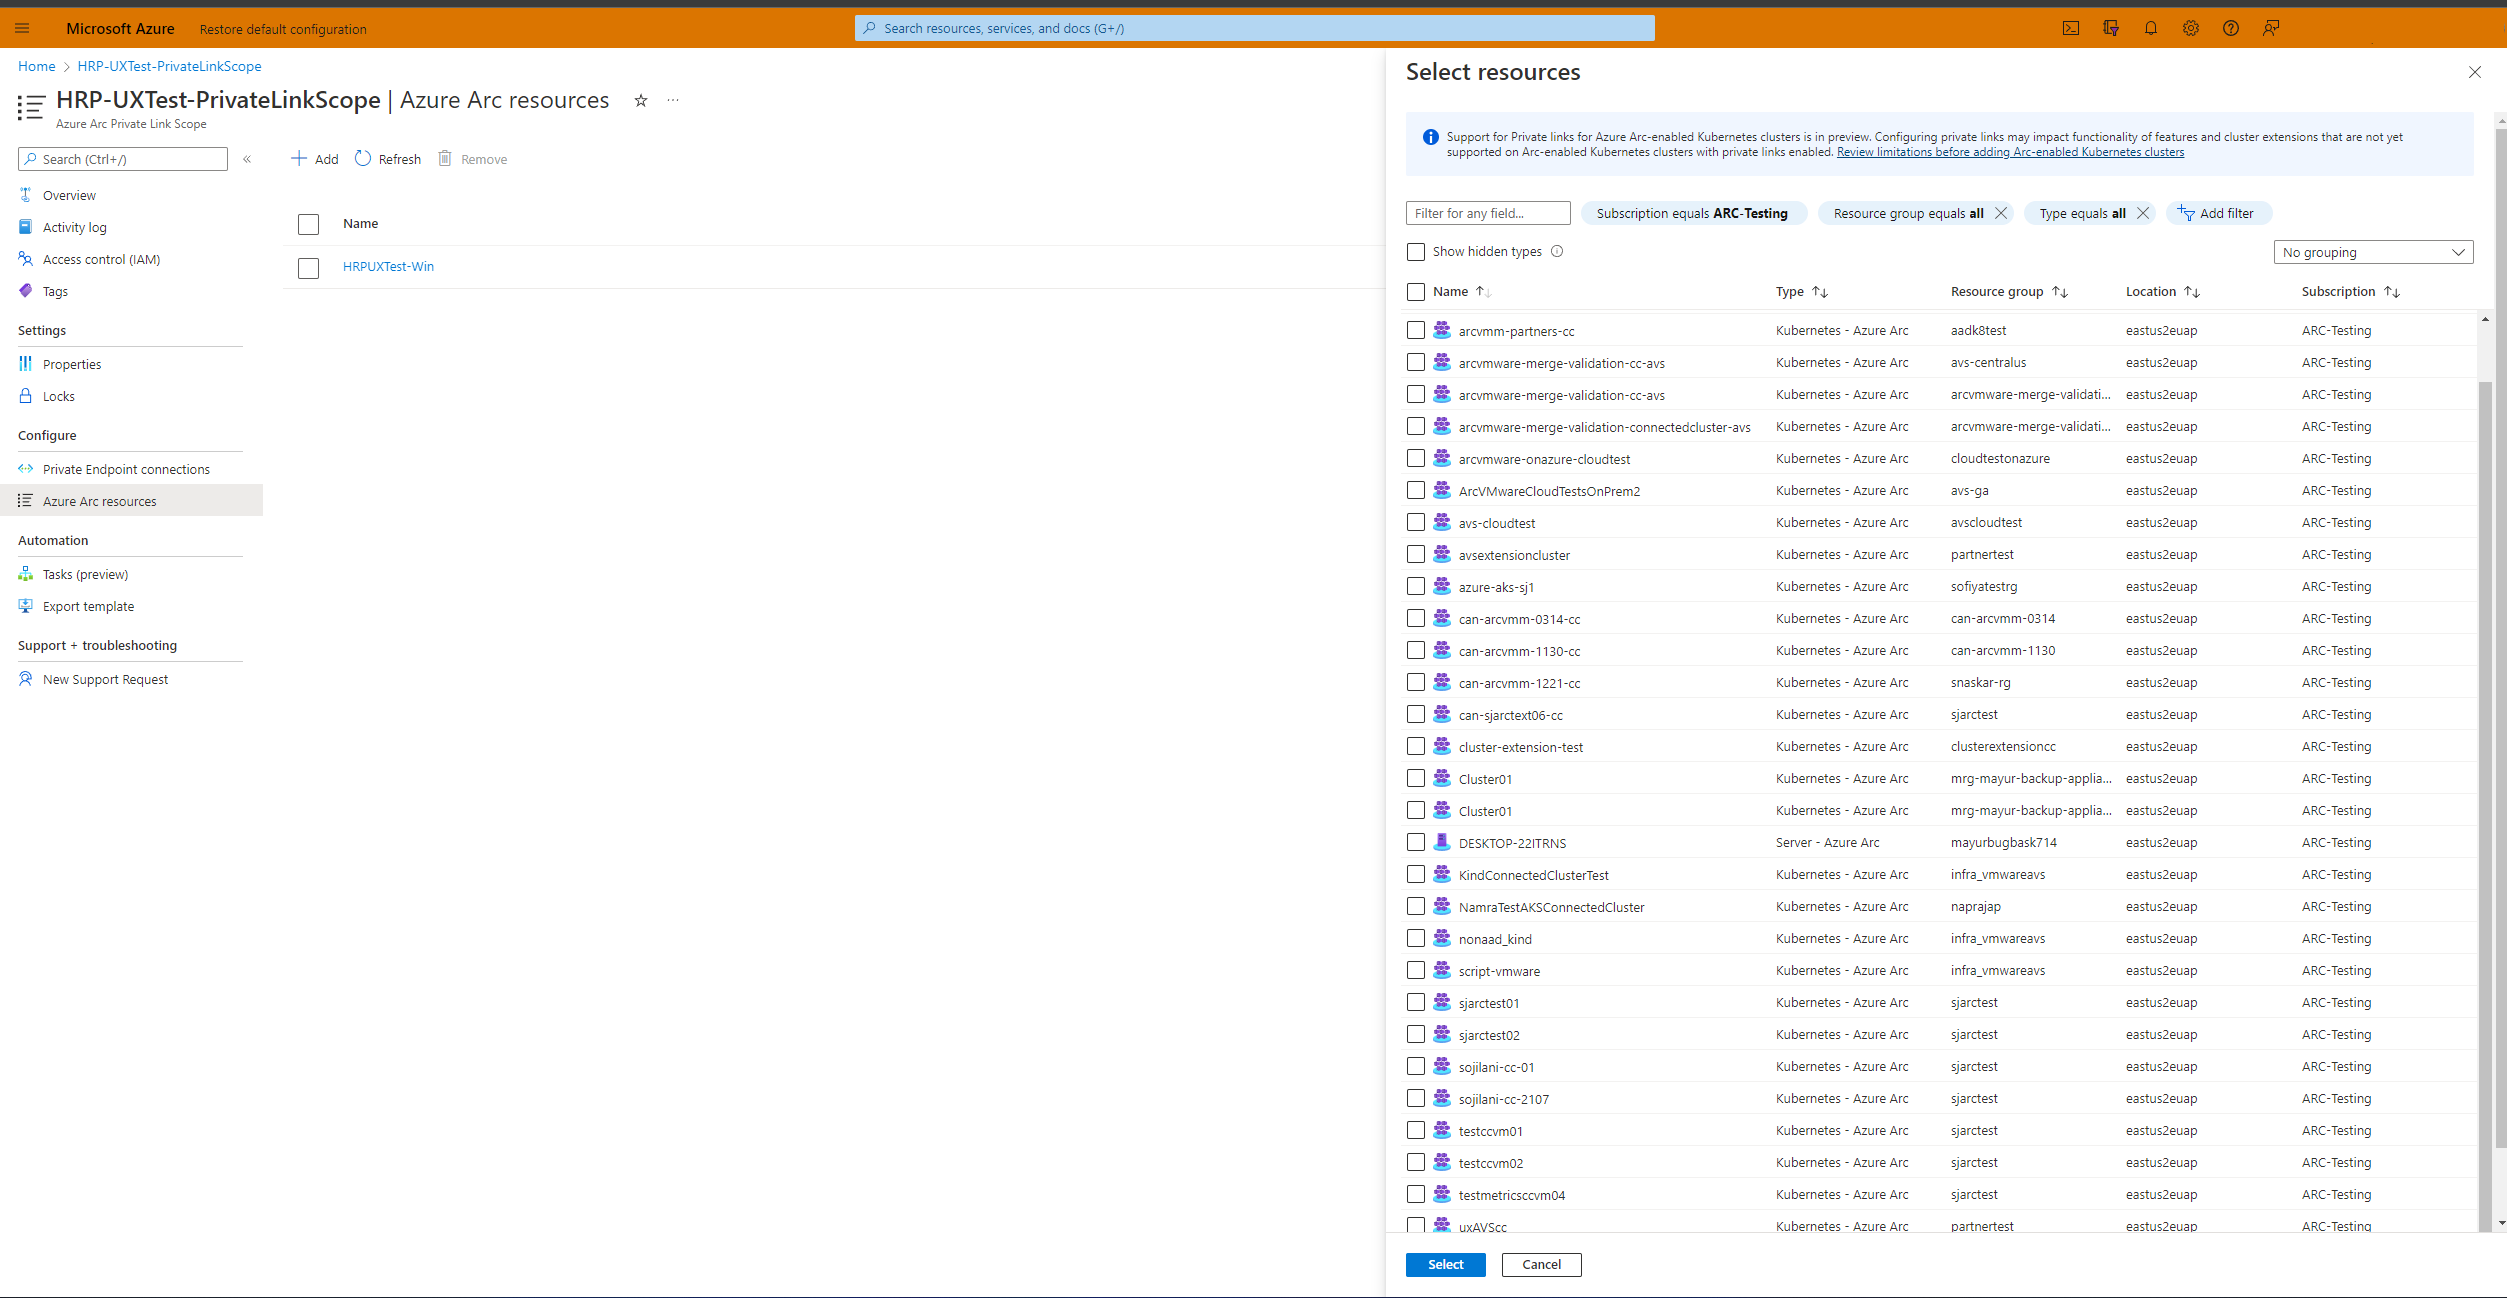 Microsoft Azure
Restore default configuration
Search resources, services, and docs (G+/)
Home > HRP-UXTest-PrivateLinkScope
HRP-UXTest-PrivateLinkScope | Azure Arc resources
Azure Arc Private Link Scope
Search (Ctrl+/)
Overview
Activity log
Access control (IAM)
Tags
Settings
Properties
Locks
Configure
Private Endpoint connections
Azure Arc resources
Automation
Tasks (preview)
Export template
Support + troubleshooting
New Support Request
Add Refresh Remove
Name
HRPUXTest-Win
Select resources
Support for Private links for Azure Arc-enabled Kubernetes clusters is in preview. Configuring private links may impact functionality of features and cluster extensions that are not yet
supported on Arc-enabled Kubernetes clusters with private links enabled. Review limitations before adding Arc-enabled Kubernetes clusters
Filter for any field... Subscription equals ARC-Testing Resource group equals all Type equals all Add filter
Show hidden types No grouping
Name Type Resource group Location Subscription
arcvmm-partners-cc Kubernetes - Azure Arc aadk8test eastus2euap ARC-Testing
arcvmware-merge-validation-cc-avs Kubernetes - Azure Arc avs-centralus eastus2euap ARC-Testing
arcvmware-merge-validation-cc-avs Kubernetes - Azure Arc arcvmware-merge-validati... eastus2euap ARC-Testing
arcvmware-merge-validation-connectedcluster-avs Kubernetes - Azure Arc arcvmware-merge-validati... eastus2euap ARC-Testing
arcvmware-onazure-cloudtest Kubernetes - Azure Arc cloudtestonazure eastus2euap ARC-Testing
ArcVMwareCloudTestsOnPrem2 Kubernetes - Azure Arc avs-ga eastus2euap ARC-Testing
avs-cloudtest Kubernetes - Azure Arc avscloudtest eastus2euap ARC-Testing
avsextensioncluster Kubernetes - Azure Arc partnertest eastus2euap ARC-Testing
azure-aks-sj1 Kubernetes - Azure Arc sofiyatestrg eastus2euap ARC-Testing
can-arcvmm-0314-cc Kubernetes - Azure Arc can-arcvmm-0314 eastus2euap ARC-Testing
can-arcvmm-1130-cc Kubernetes - Azure Arc can-arcvmm-1130 eastus2euap ARC-Testing
can-arcvmm-1221-cc Kubernetes - Azure Arc snaskar-rg eastus2euap ARC-Testing
can-sjarctext06-cc Kubernetes - Azure Arc sjarctest eastus2euap ARC-Testing
cluster-extension-test Kubernetes - Azure Arc clusterextensioncc eastus2euap ARC-Testing
Cluster01 Kubernetes - Azure Arc mrg-mayur-backup-applia... eastus2euap ARC-Testing
Cluster01 Kubernetes - Azure Arc mrg-mayur-backup-applia... eastus2euap ARC-Testing
DESKTOP-22ITRNS Server - Azure Arc mayurbugbask714 eastus2euap ARC-Testing
KindConnectedClusterTest Kubernetes - Azure Arc infra_vmwareavs eastus2euap ARC-Testing
NamraTestAKSConnectedCluster Kubernetes - Azure Arc naprajap eastus2euap ARC-Testing
nonaad_kind Kubernetes - Azure Arc infra_vmwareavs eastus2euap ARC-Testing
script-vmware Kubernetes - Azure Arc infra_vmwareavs eastus2euap ARC-Testing
sjarctest01 Kubernetes - Azure Arc sjarctest eastus2euap ARC-Testing
sjarctest02 Kubernetes - Azure Arc sjarctest eastus2euap ARC-Testing
sojilani-cc-01 Kubernetes - Azure Arc sjarctest eastus2euap ARC-Testing
sojilani-cc-2107 Kubernetes - Azure Arc sjarctest eastus2euap ARC-Testing
testccvm01 Kubernetes - Azure Arc sjarctest eastus2euap ARC-Testing
testccvm02 Kubernetes - Azure Arc sjarctest eastus2euap ARC-Testing
testmetricsccvm04 Kubernetes - Azure Arc sjarctest eastus2euap ARC-Testing
uxAVScc Kubernetes - Azure Arc partnertest eastus2euap ARC-Testing
Select Cancel